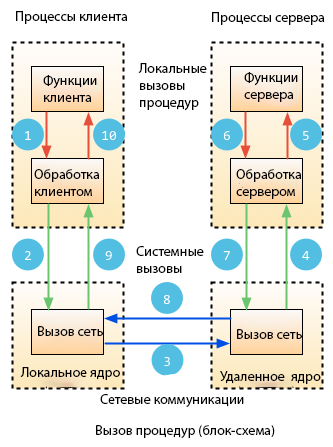 Процессы клиента
Процессы сервера
Функции
клиента
Локальные
вызовы
процедур
Функции
сервера
1
10
6
5
Обработка
клиентом
Обработка
сервером
2
9
Системные
вызовы
7
4
8
Вызов сеть
Вызов сеть
3
Локальное ядро
Удаленное ядро
Сетевые коммуникации
Вызов процедур (блок-схема)